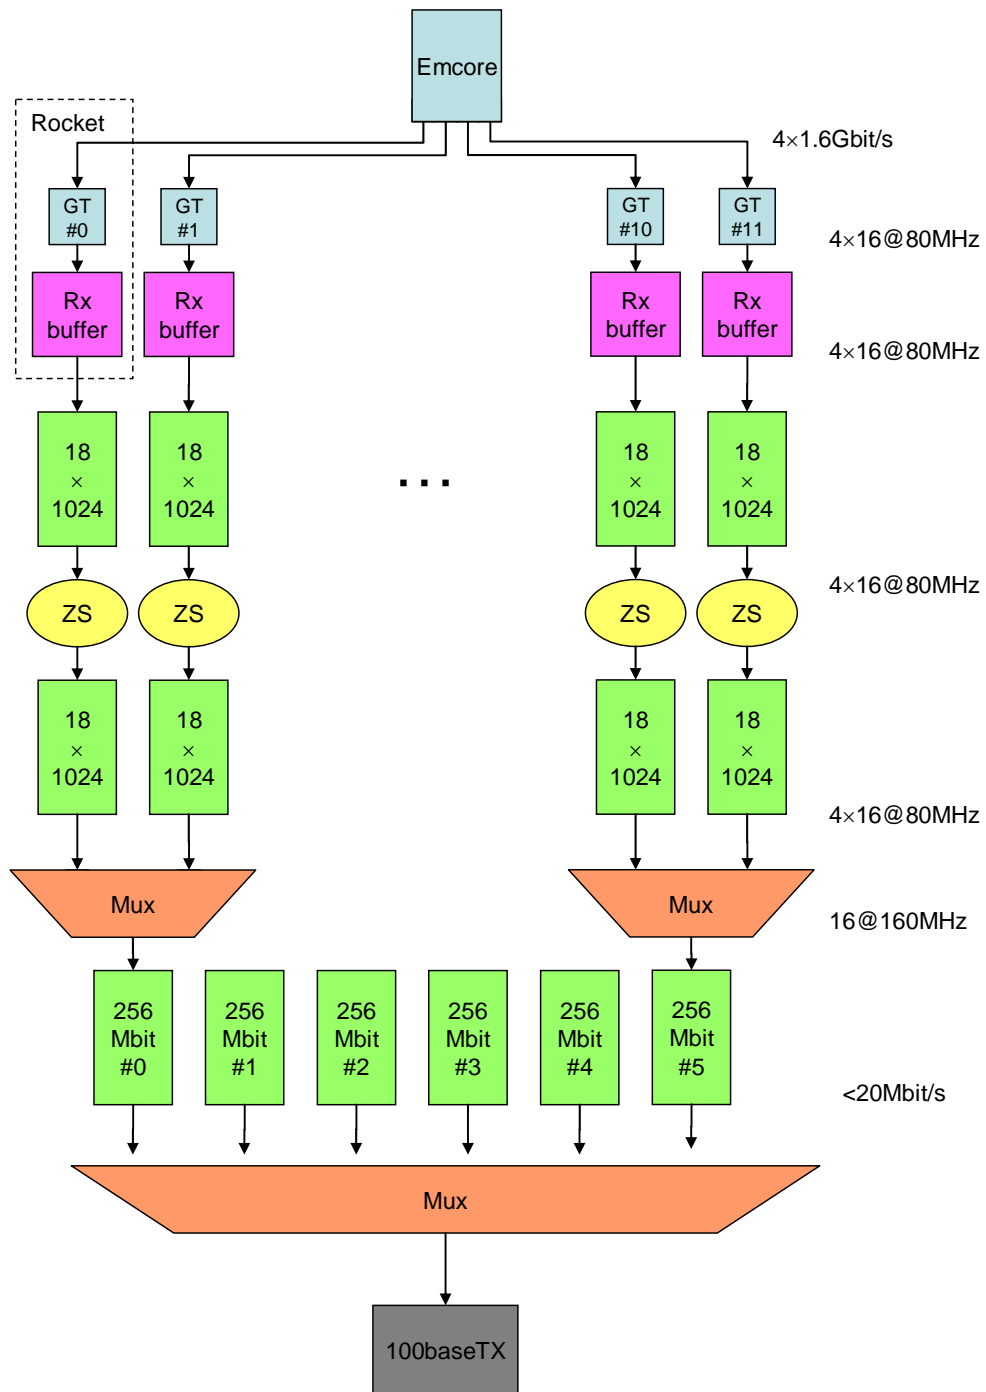 Emcore
Rocket
4×1.6Gbit/s
GT
#0
GT
#1
GT
#10
GT
#11
4×16@80MHz
Rx
buffer
Rx
buffer
Rx
buffer
Rx
buffer
4×16@80MHz
18
×
1024
18
×
1024
...
18
×
1024
18
×
1024
4×16@80MHz
ZS
ZS
ZS
ZS
18
×
1024
18
×
1024
18
×
1024
18
×
1024
4×16@80MHz
Mux
Mux
16@160MHz
256
Mbit
#0
256
Mbit
#1
256
Mbit
#2
256
Mbit
#3
256
Mbit
#4
256
Mbit
#5
<20Mbit/s
Mux
100baseTX